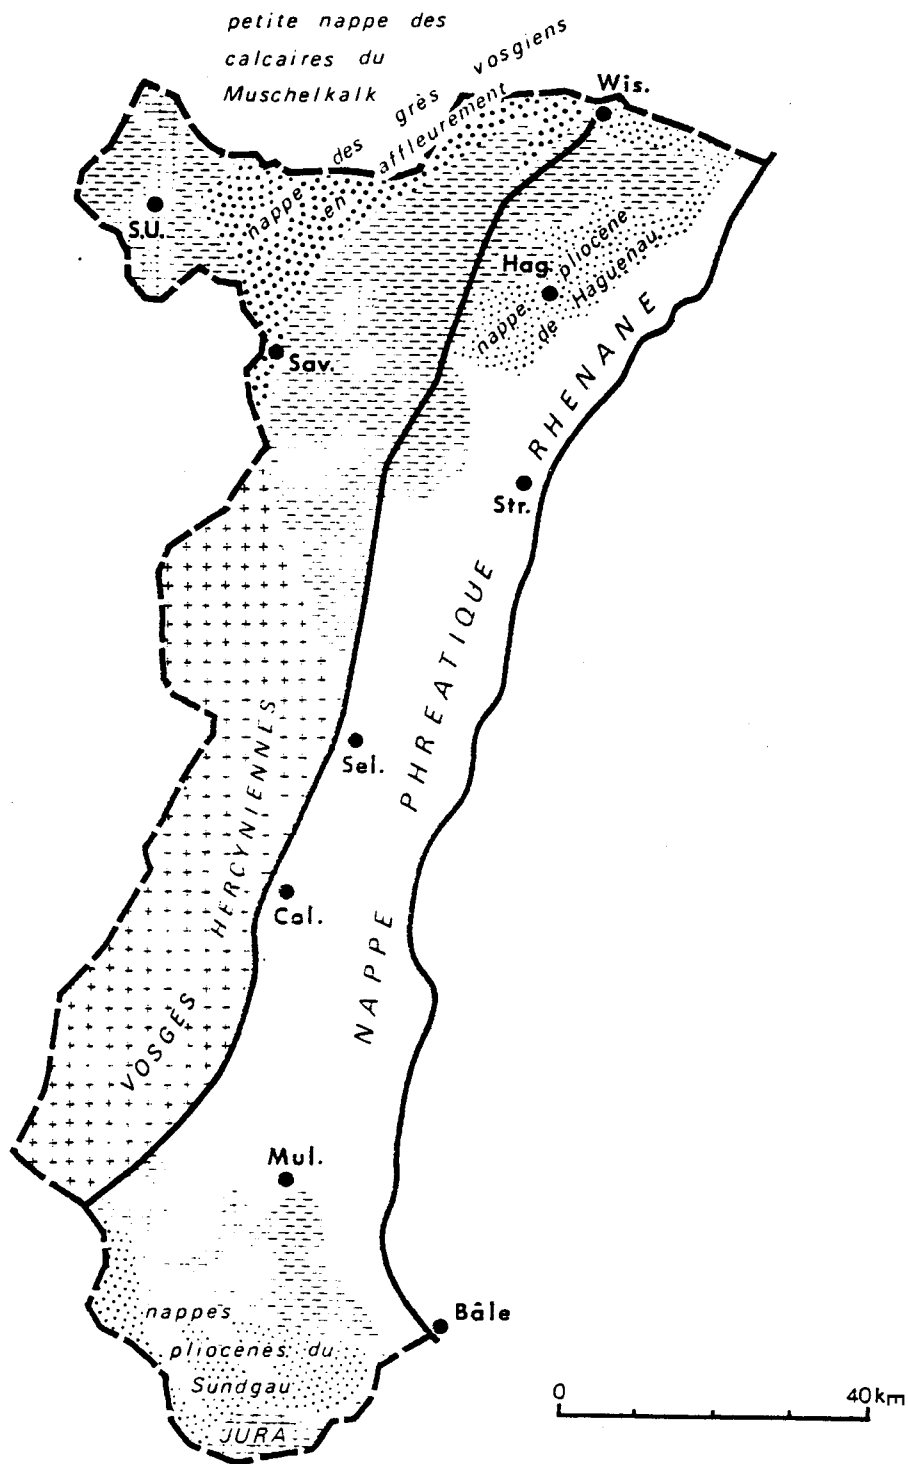 petite nappe des
calcaires du
Muschelkalk
nappe des grès vosgiens
en affleurement
Wis.
S.U.
Hag.
nappe pliocène
de Haguenau
Sav.
Str.
NAPPE PHREATIQUE RHENANE
Sel.
VOSGES HERCYNIENNES
Col.
Mul.
nappes
pliocènes du
Sundgau
JURA
Bâle
0 40km